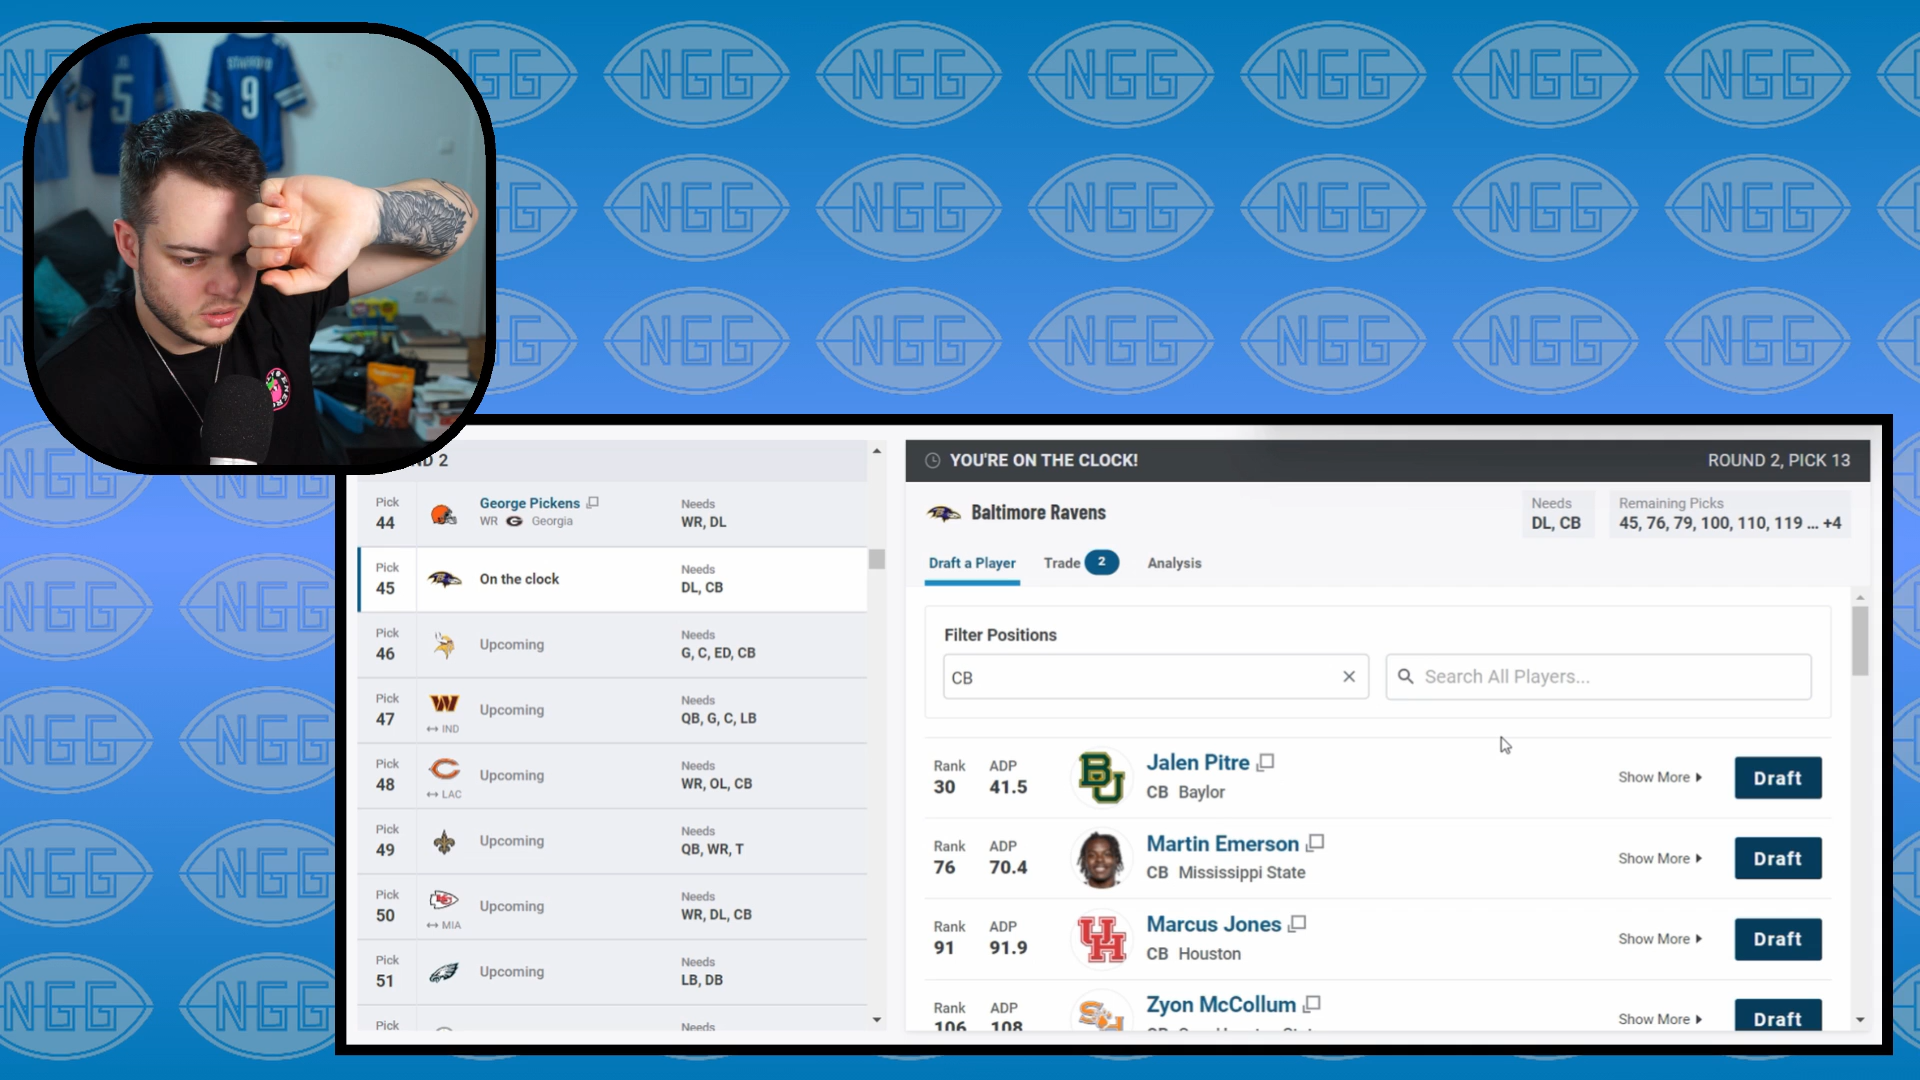 JD
5
9
NGG
ND 2
Pick
44
George Pickens
WR Georgia
Needs
WR, DL
Pick
45
On the clock
Needs
DL, CB
Pick
46
Upcoming
Needs
G, C, ED, CB
Pick
47
↔ IND
Upcoming
Needs
QB, G, C, LB
Pick
48
↔ LAC
Upcoming
Needs
WR, OL, CB
Pick
49
Upcoming
Needs
QB, WR, T
Pick
50
↔ MIA
Upcoming
Needs
WR, DL, CB
Pick
51
Upcoming
Needs
LB, DB
Pick
Needs
YOU'RE ON THE CLOCK!
ROUND 2, PICK 13
Baltimore Ravens
Needs
DL, CB
Remaining Picks
45, 76, 79, 100, 110, 119 ... +4
Draft a Player
Trade 2
Analysis
Filter Positions
CB
Search All Players...
Rank
30
ADP
41.5
Jalen Pitre
CB Baylor
Show More
Draft
Rank
76
ADP
70.4
Martin Emerson
CB Mississippi State
Show More
Draft
Rank
91
ADP
91.9
Marcus Jones
CB Houston
Show More
Draft
Rank
106
ADP
108
Zyon McCollum
Show More
Draft